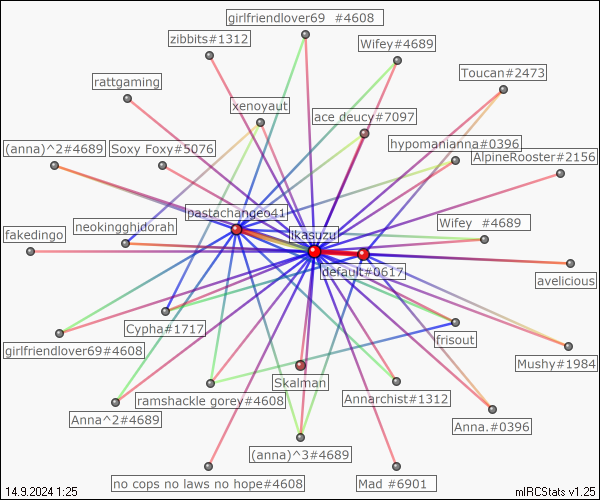 girlfriendlover69  #4608
zibbits#1312
Wifey#4689
Toucan#2473
rattgaming
xenoyaut
ace deucy#7097
(anna)^2#4689
Soxy Foxy#5076
hypomanianna#0396
AlpineRooster#2156
pastachangeo41
neokingghidorah
ikasuzu
Wifey  #4689
fakedingo
default#0617
avelicious
Cypha#1717
frisout
girlfriendlover69#4608
Mushy#1984
Skalman
ramshackle gorey#4608
Annarchist#1312
Anna^2#4689
Anna.#0396
(anna)^3#4689
no cops no laws no hope#4608
Mad #6901
14.9.2024 1:25
mIRCStats v1.25